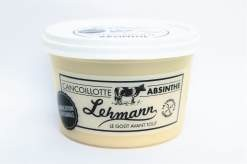 CANCOILLOTTE ABSINTHE
Lehmann
LE GOÛT AVANT TOUT